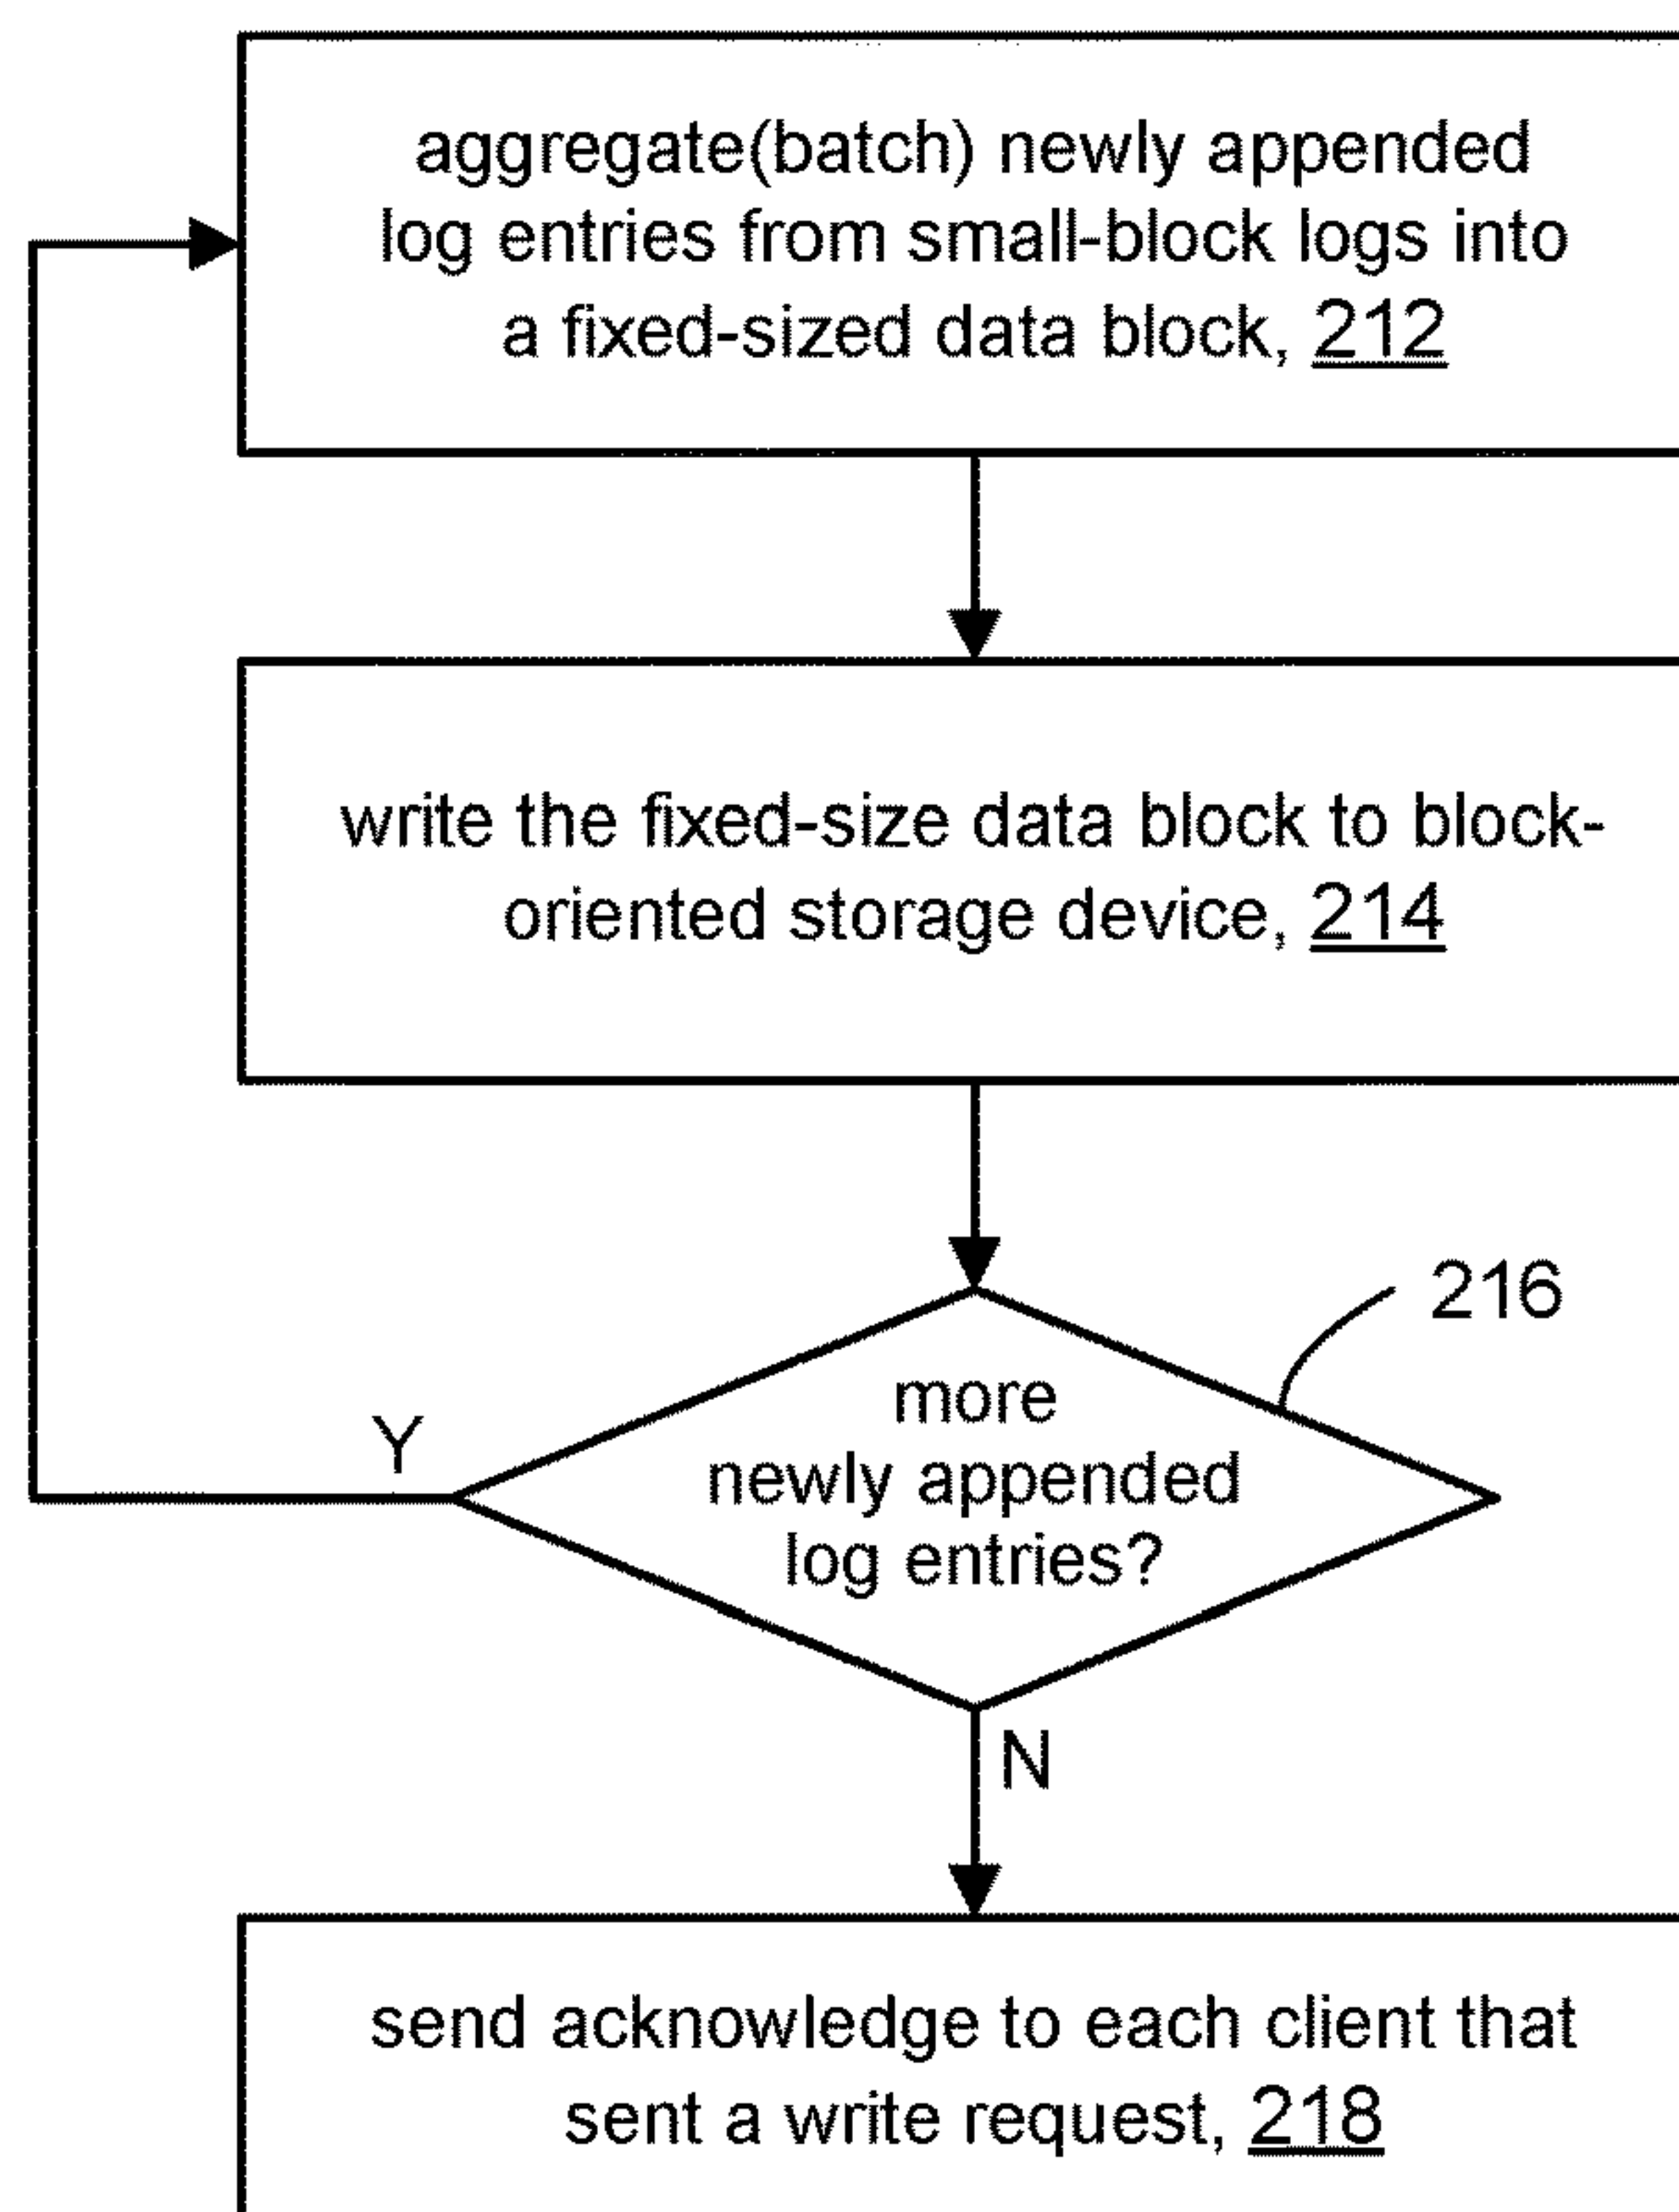 aggregate(batch) newly appended
log entries from small-block logs into
a fixed-sized data block, 212
write the fixed-size data block to block-
oriented storage device, 214
216
more
newly appended
log entries?
Y
N
send acknowledge to each client that
sent a write request, 218